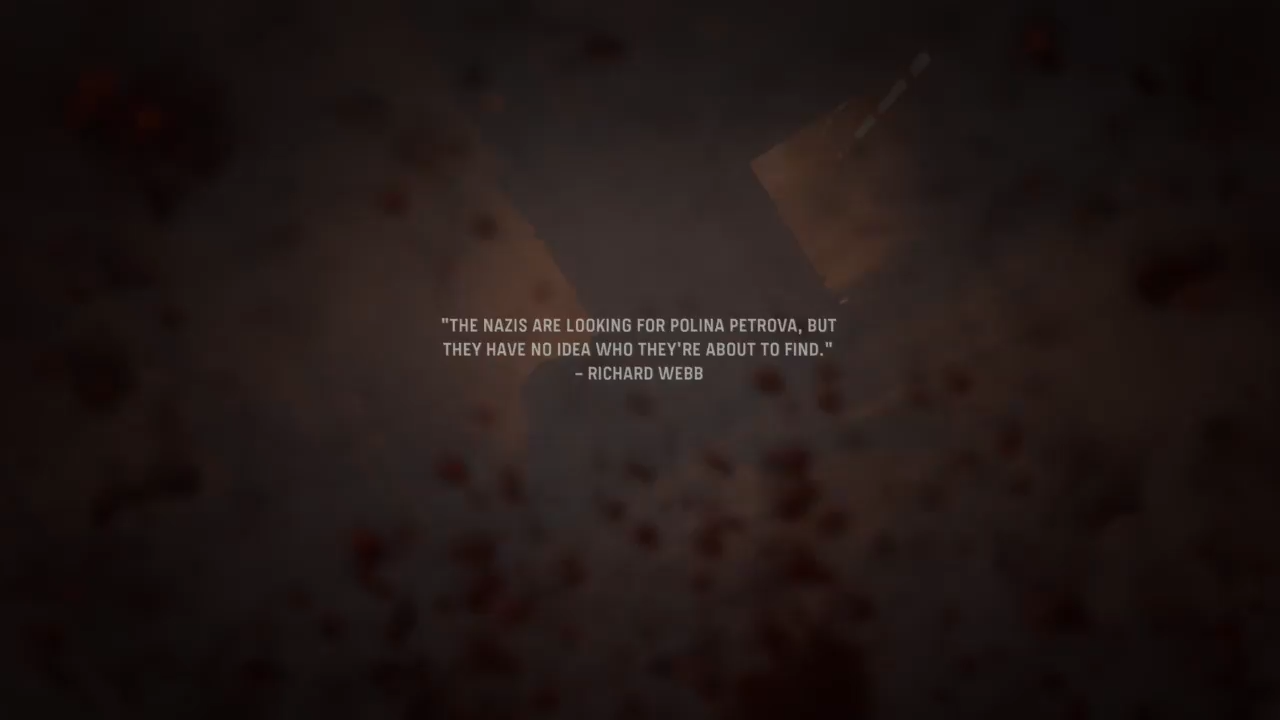 "THE NAZIS ARE LOOKING FOR POLINA PETROVA, BUT
THEY HAVE NO IDEA WHO THEY'RE ABOUT TO FIND."
– RICHARD WEBB